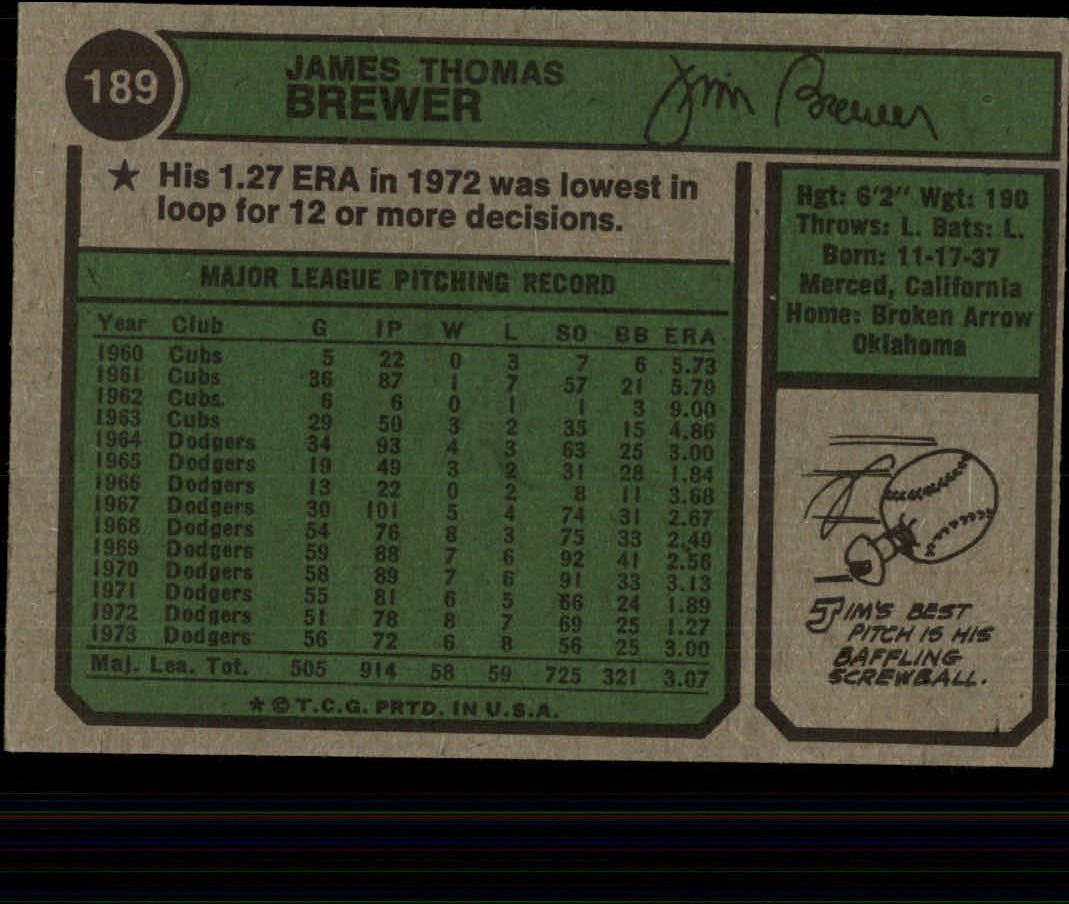 189
JAMES THOMAS
BREWER
Jim Brewer
★ His 1.27 ERA in 1972 was lowest in
loop for 12 or more decisions.
MAJOR LEAGUE PITCHING RECORD
Year Club G IP W L SO BB ERA
1960 Cubs 5 22 0 3 7 6 5.73
1961 Cubs 36 87 1 7 57 21 5.79
1962 Cubs. 6 6 0 1 1 3 9.00
1963 Cubs 29 50 3 2 35 15 4.86
1964 Dodgers 34 93 4 3 63 25 3.00
1965 Dodgers 19 49 3 2 31 28 1.84
1966 Dodgers 13 22 0 2 8 11 3.68
1967 Dodgers 30 101 5 4 74 31 2.67
1968 Dodgers 54 76 8 3 75 33 2.49
1969 Dodgers 59 88 7 6 92 41 2.56
1970 Dodgers 58 89 7 6 91 33 3.13
1971 Dodgers 55 81 6 5 66 24 1.89
1972 Dodgers 51 78 8 7 69 25 1.27
1973 Dodgers 56 72 6 8 56 25 3.00
Maj. Lea. Tot. 505 914 58 59 725 321 3.07
★ © T.C.G. PRTD. IN U.S.A.
Hgt: 6'2" Wgt: 190
Throws: L. Bats: L.
Born: 11-17-37
Merced, California
Home: Broken Arrow
Oklahoma
JIM'S BEST
PITCH IS HIS
BAFFLING
SCREWBALL.